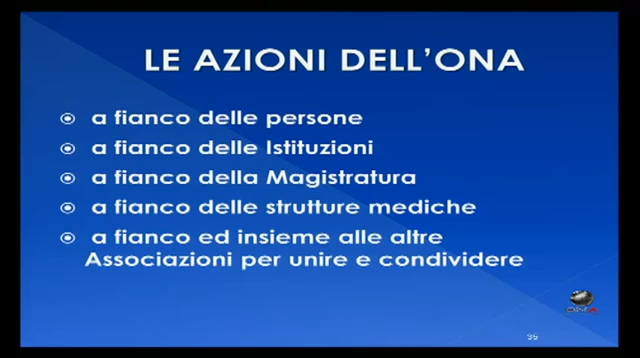 LE AZIONI DELL'ONA
a fianco delle persone
a fianco delle Istituzioni
a fianco della Magistratura
a fianco delle strutture mediche
a fianco ed insieme alle altre
Associazioni per unire e condividere